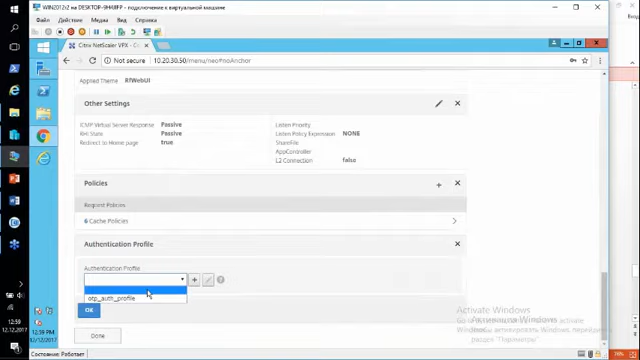 WIN2012r2 на DESKTOP-9H4I8FP - подключение к виртуальной машине
Файл Действие Медиа Вид Справка
Citrix NetScaler VPX -
Not secure 10.20.30.50/menu/neo#noAnchor
Applied Theme RfWebUI
Other Settings
ICMP Virtual Server Response Passive
RHI State Passive
Redirect to Home page true
Listen Priority
Listen Policy Expression NONE
ShareFile
AppController
L2 Connection false
Policies
Request Policies
6 Cache Policies
Authentication Profile
Authentication Profile
otp_auth_profile
OK
Done
Activate Windows
Состояние: Работает
12:59 PM
12/12/2017
12:59
12.12.2017